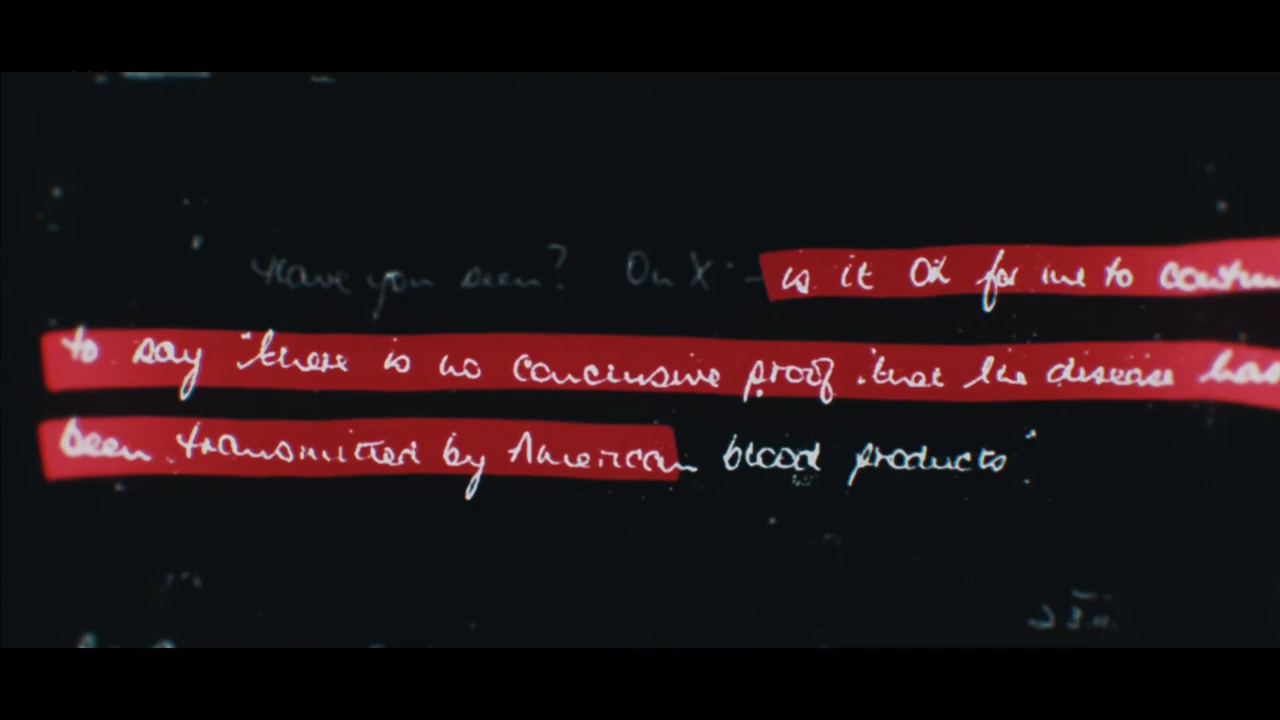 Have you seen? On X :- is it OK for me to continu
to say "there is no conclusive proof that the disease has
been transmitted by American blood products"